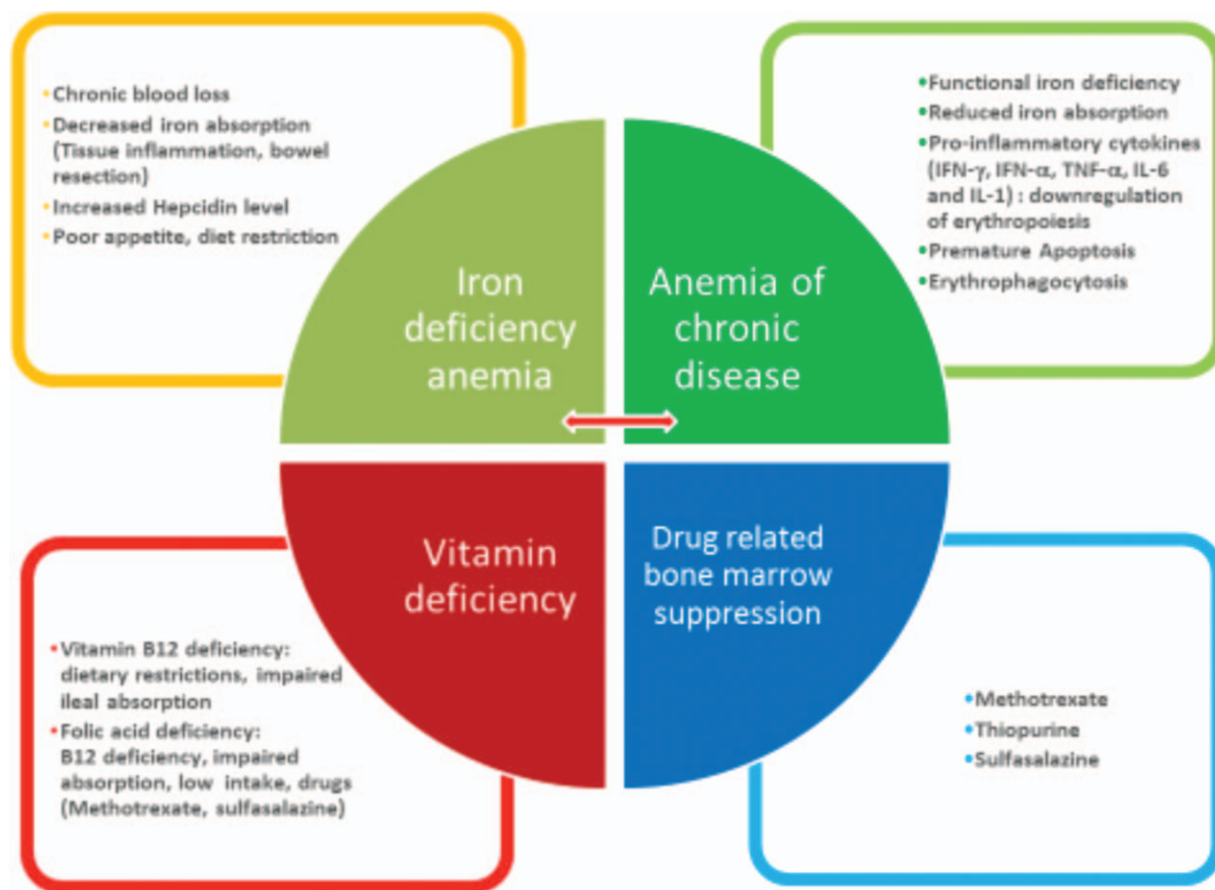 • Chronic blood loss
• Decreased iron absorption
(Tissue inflammation, bowel
resection)
• Increased Hepcidin level
• Poor appetite, diet restriction
• Functional iron deficiency
• Reduced iron absorption
• Pro-inflammatory cytokines
(IFN-γ, IFN-α, TNF-α, IL-6
and IL-1) : downregulation
of erythropoiesis
• Premature Apoptosis
• Erythrophagocytosis
Iron
deficiency
anemia
Anemia of
chronic
disease
Vitamin
deficiency
Drug related
bone marrow
suppression
• Vitamin B12 deficiency:
dietary restrictions, impaired
ileal absorption
• Folic acid deficiency:
B12 deficiency, impaired
absorption, low intake, drugs
(Methotrexate, sulfasalazine)
• Methotrexate
• Thiopurine
• Sulfasalazine